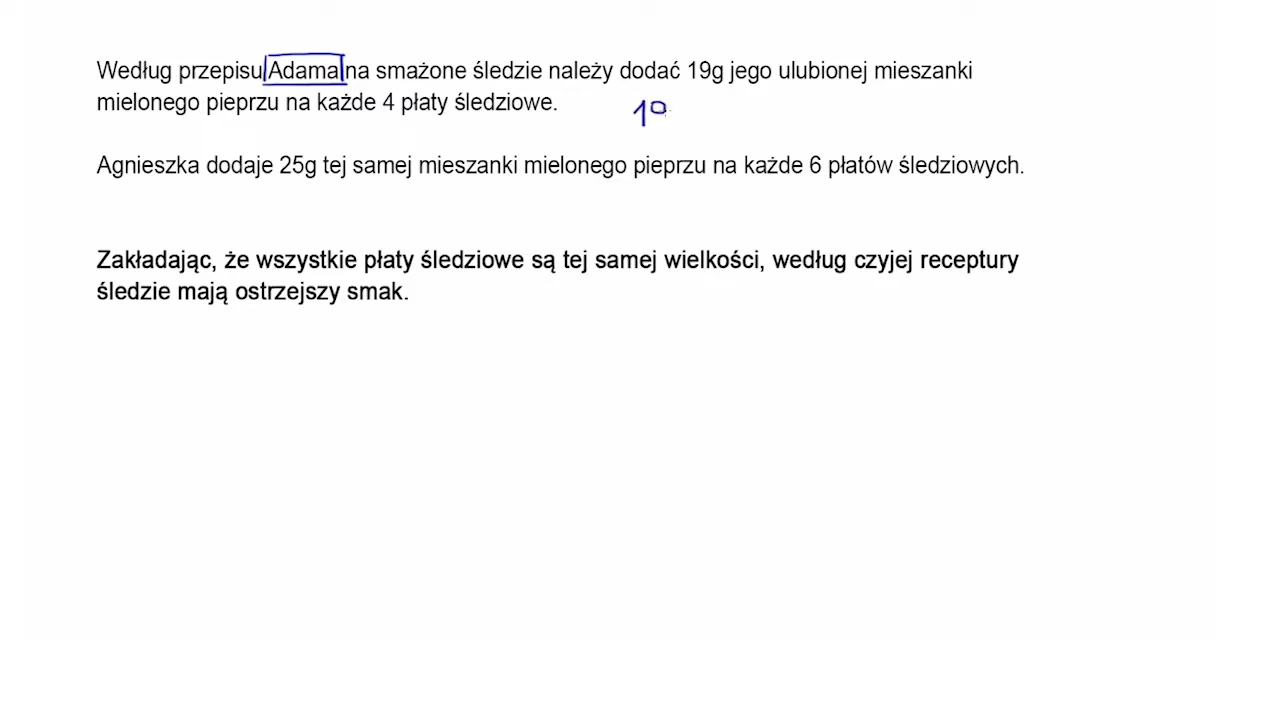 Według przepisu Adama na smażone śledzie należy dodać 19g jego ulubionej mieszanki
mielonego pieprzu na każde 4 płaty śledziowe.
Agnieszka dodaje 25g tej samej mieszanki mielonego pieprzu na każde 6 płatów śledziowych.
Zakładając, że wszystkie płaty śledziowe są tej samej wielkości, według czyjej receptury
śledzie mają ostrzejszy smak.